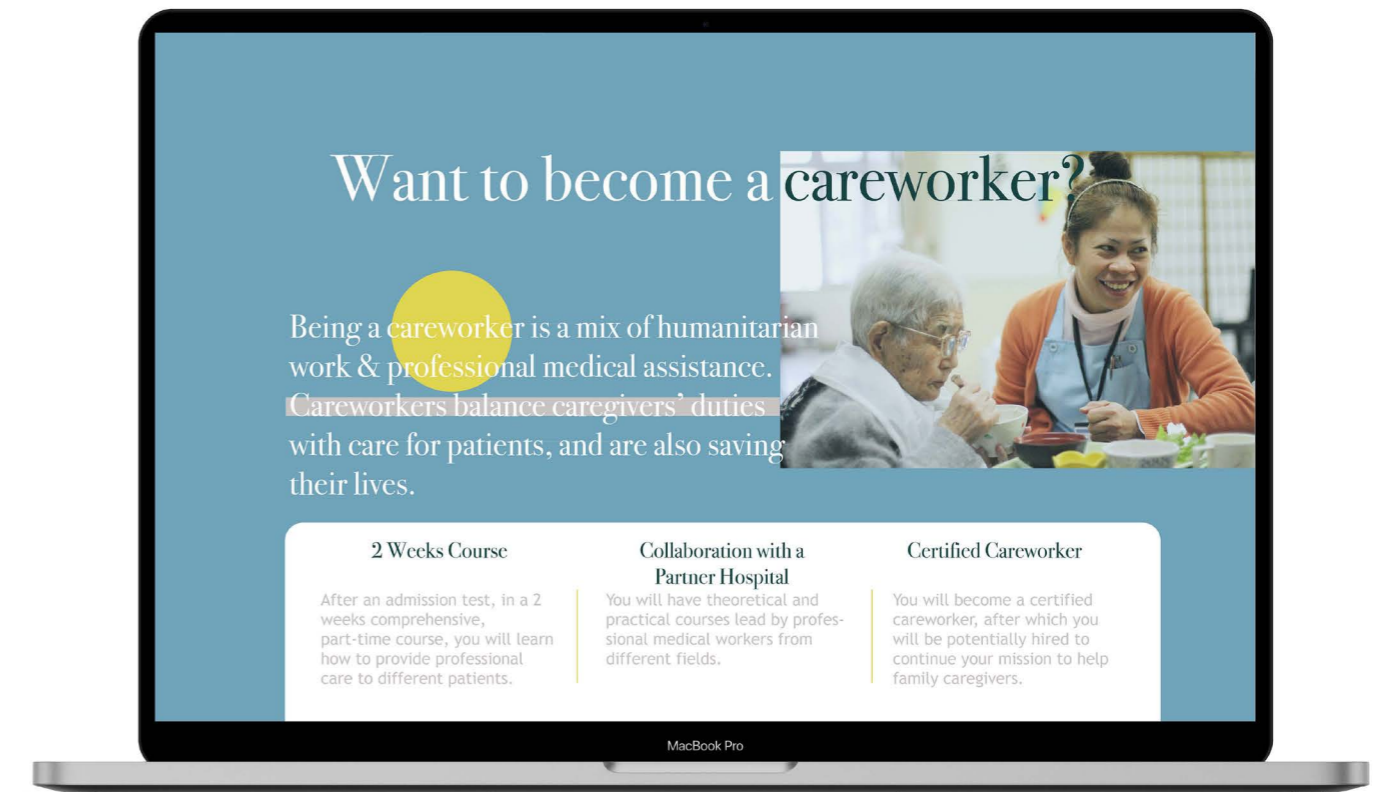 Want to become a careworker?
Being a careworker is a mix of humanitarian
work & professional medical assistance.
Careworkers balance caregivers’ duties
with care for patients, and are also saving
their lives.
2 Weeks Course
After an admission test, in a 2
weeks comprehensive,
part-time course, you will learn
how to provide professional
care to different patients.
Collaboration with a
Partner Hospital
You will have theoretical and
practical courses lead by profes-
sional medical workers from
different fields.
Certified Careworker
You will become a certified
careworker, after which you
will be potentially hired to
continue your mission to help
family caregivers.
MacBook Pro